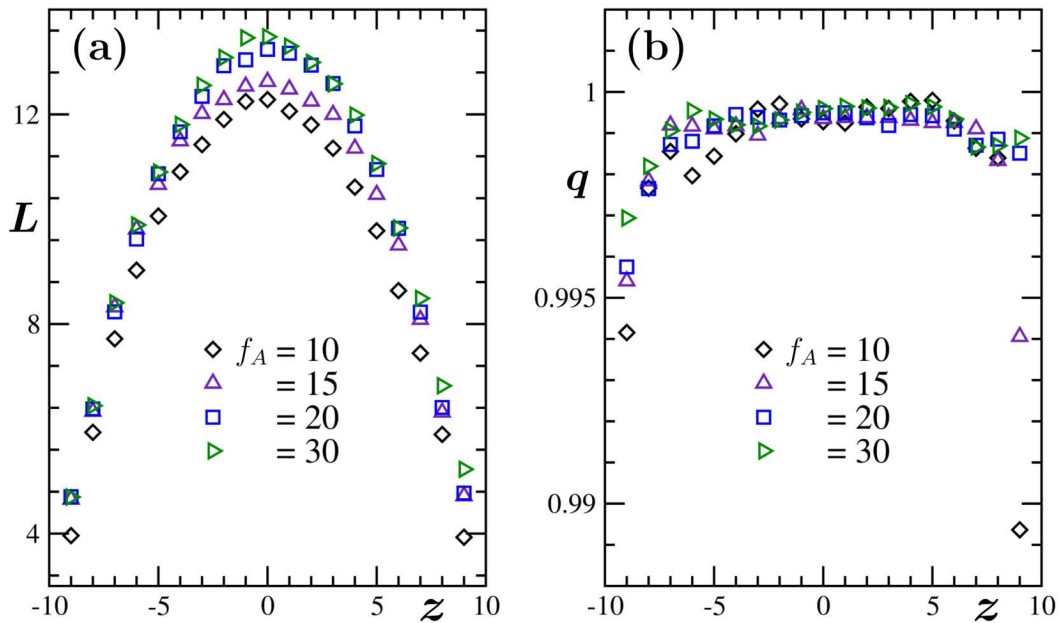 (a)
L
12
8
4
f_A = 10
= 15
= 20
= 30
-10 -5 0 5 z 10
(b)
q
1
0.995
0.99
f_A = 10
= 15
= 20
= 30
-10 -5 0 5 z 10